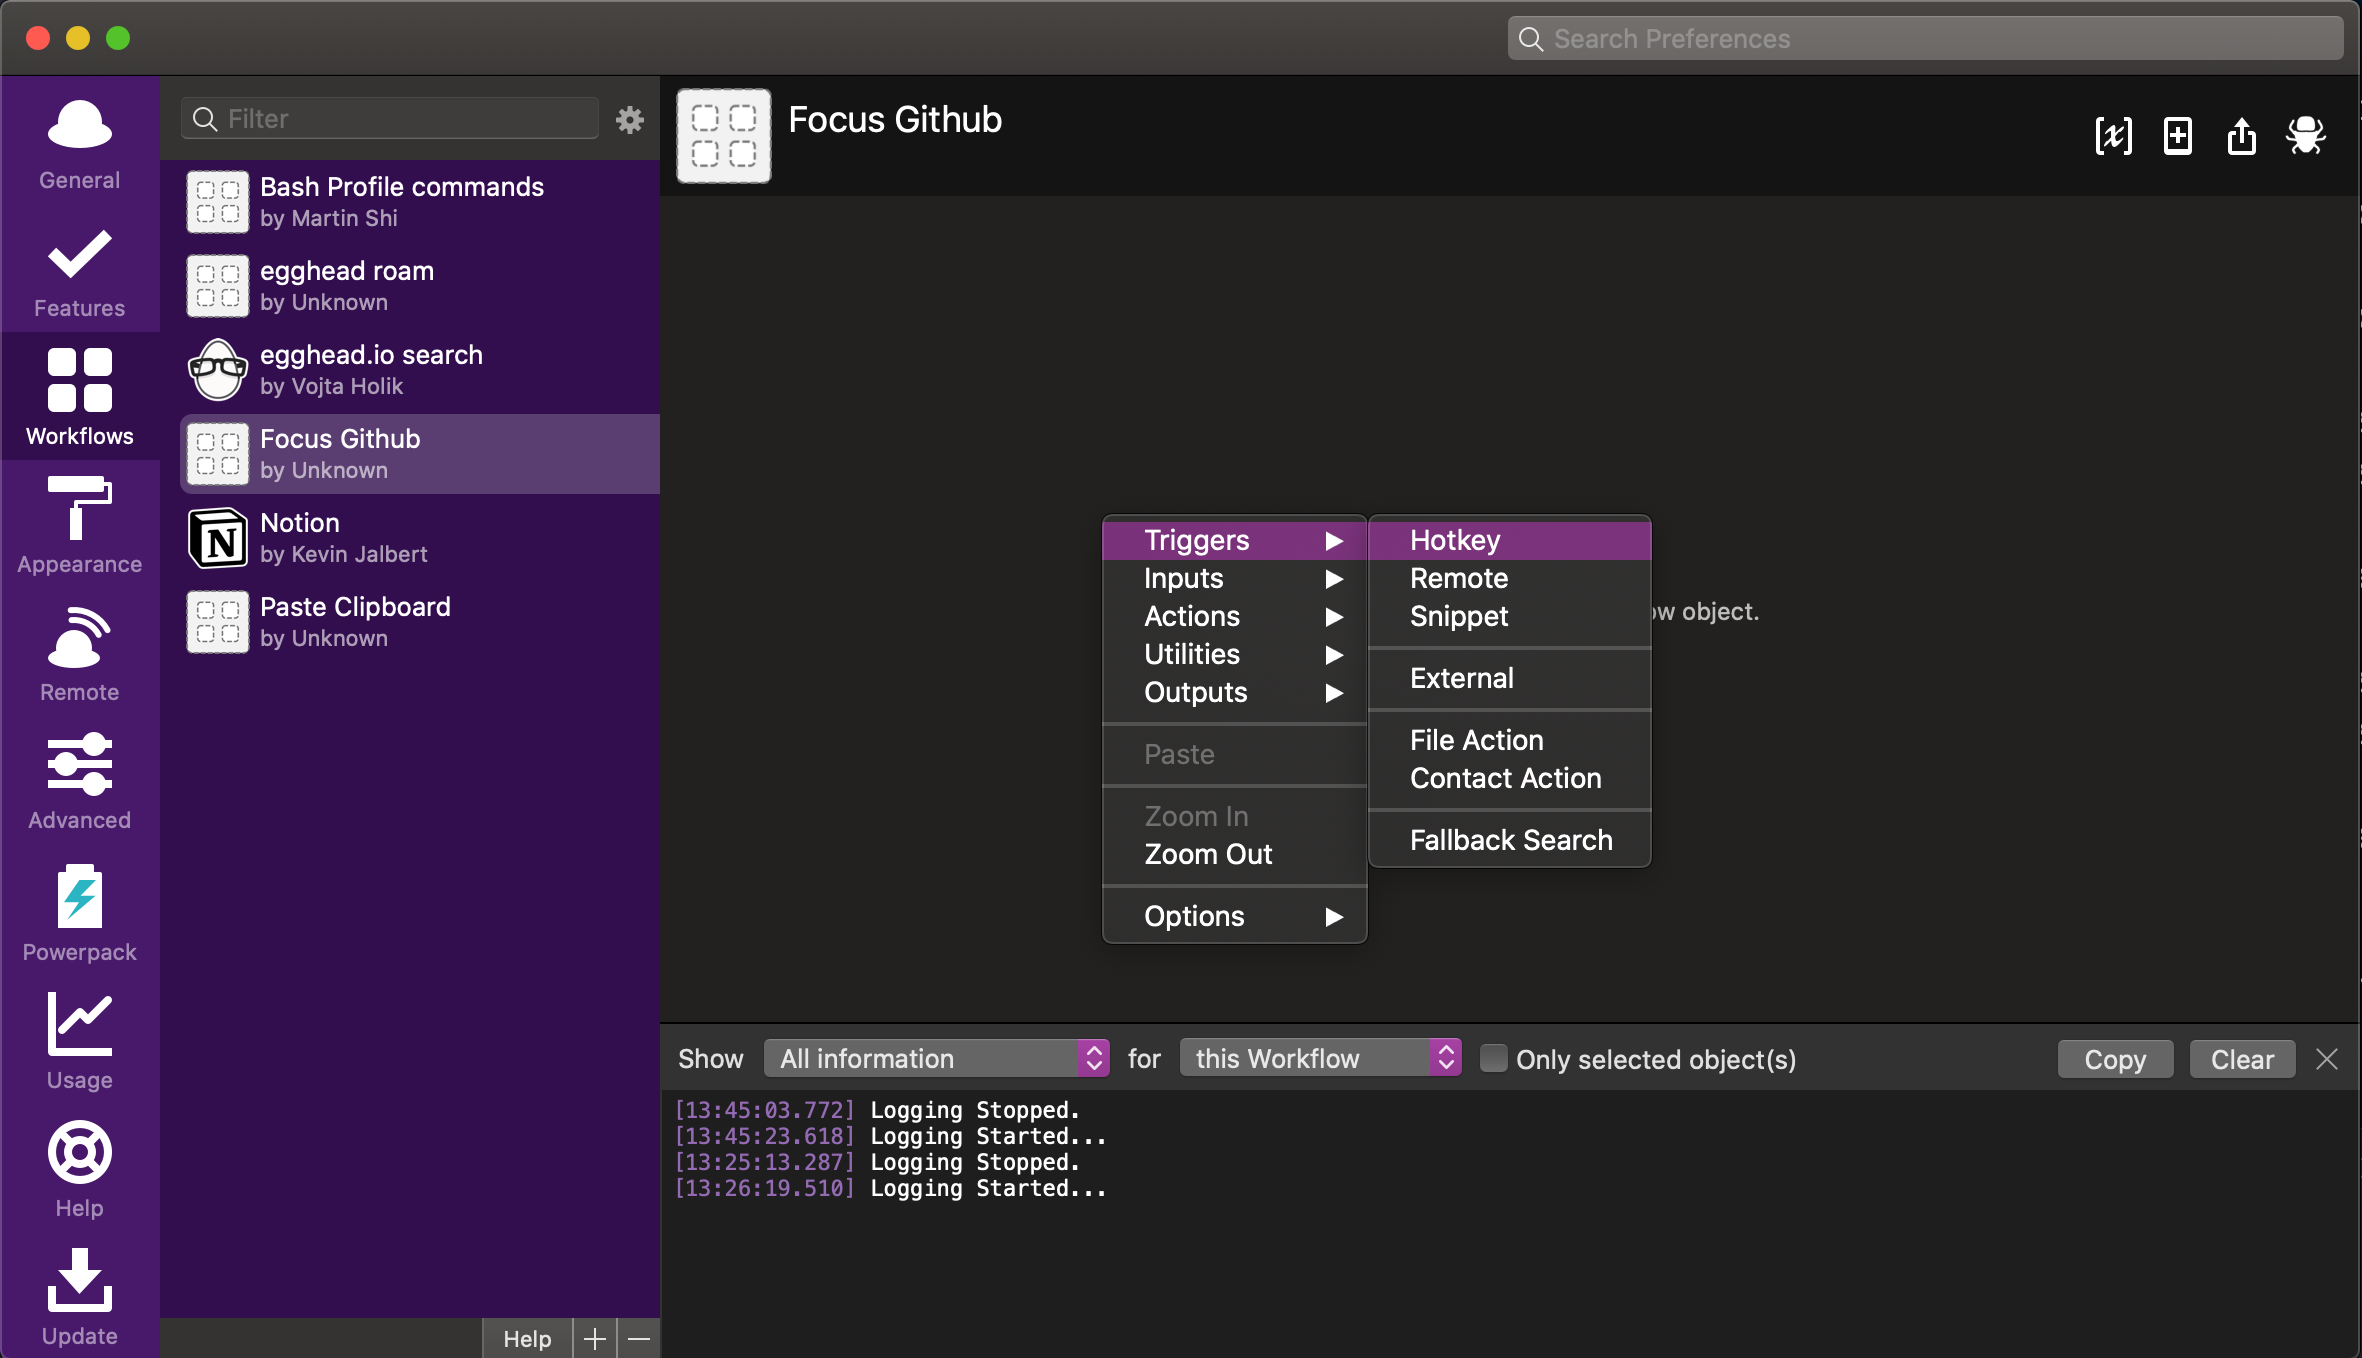 Search Preferences
General
Features
Workflows
Appearance
Remote
Advanced
Powerpack
Usage
Help
Update
Filter
Bash Profile commands
by Martin Shi
egghead roam
by Unknown
egghead.io search
by Vojta Holik
Focus Github
by Unknown
Notion
by Kevin Jalbert
Paste Clipboard
by Unknown
Help
Focus Github
object.
Triggers
Inputs
Actions
Utilities
Outputs
Paste
Zoom In
Zoom Out
Options
Hotkey
Remote
Snippet
External
File Action
Contact Action
Fallback Search
Show All information for this Workflow Only selected object(s) Copy Clear
[13:45:03.772] Logging Stopped.
[13:45:23.618] Logging Started...
[13:25:13.287] Logging Stopped.
[13:26:19.510] Logging Started...